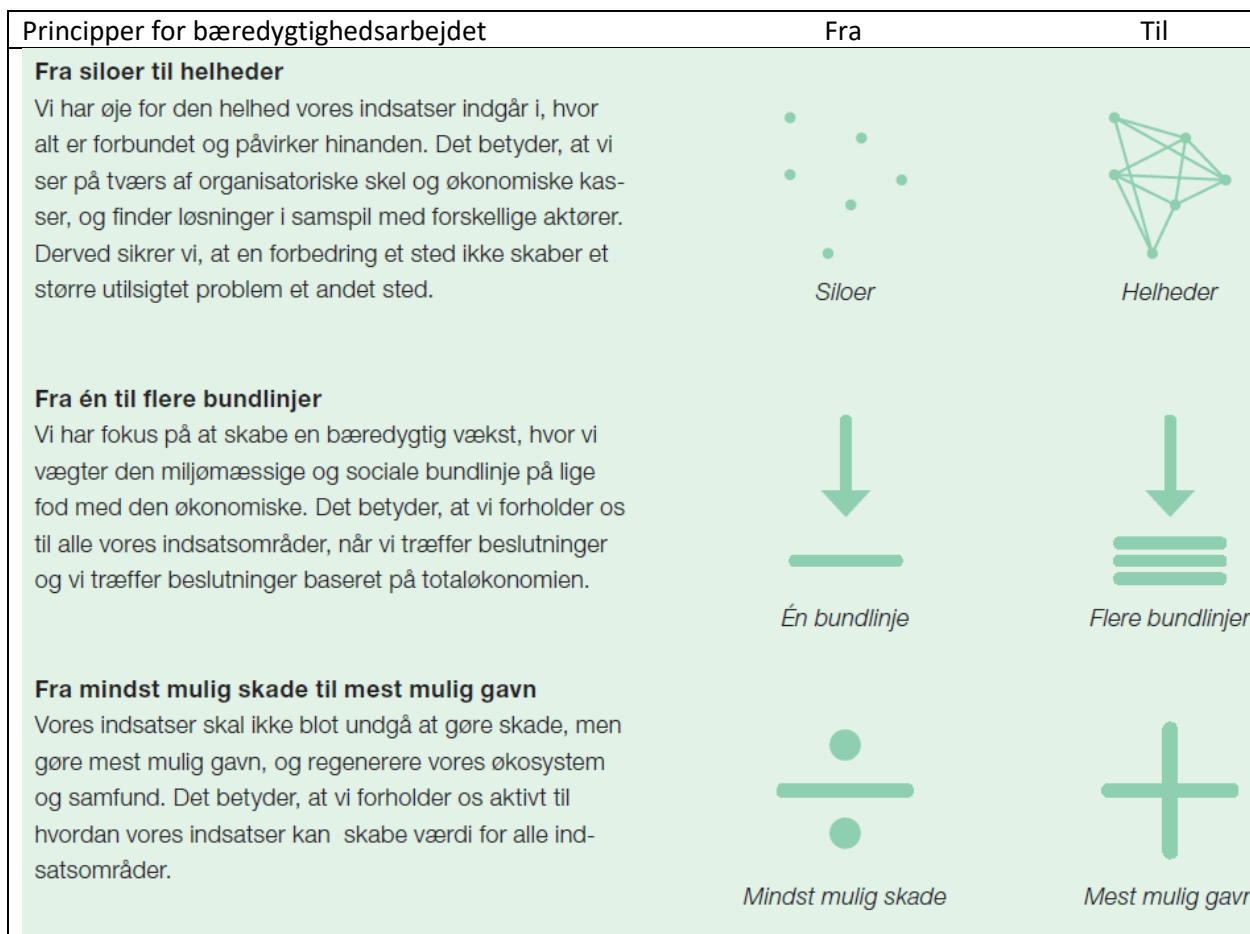 Principper for bæredygtighedsarbejdet Fra Til
Fra siloer til helheder
Vi har øje for den helhed vores indsatser indgår i, hvor
alt er forbundet og påvirker hinanden. Det betyder, at vi
ser på tværs af organisatoriske skel og økonomiske kas-
ser, og finder løsninger i samspil med forskellige aktører.
Derved sikrer vi, at en forbedring et sted ikke skaber et
større utilsigtet problem et andet sted.
Siloer Helheder
Fra én til flere bundlinjer
Vi har fokus på at skabe en bæredygtig vækst, hvor vi
vægter den miljømæssige og sociale bundlinje på lige
fod med den økonomiske. Det betyder, at vi forholder os
til alle vores indsatsområder, når vi træffer beslutninger
og vi træffer beslutninger baseret på totaløkonomien.
Én bundlinje Flere bundlinjer
Fra mindst mulig skade til mest mulig gavn
Vores indsatser skal ikke blot undgå at gøre skade, men
gøre mest mulig gavn, og regenerere vores økosystem
og samfund. Det betyder, at vi forholder os aktivt til
hvordan vores indsatser kan skabe værdi for alle ind-
satsområder.
Mindst mulig skade Mest mulig gavn